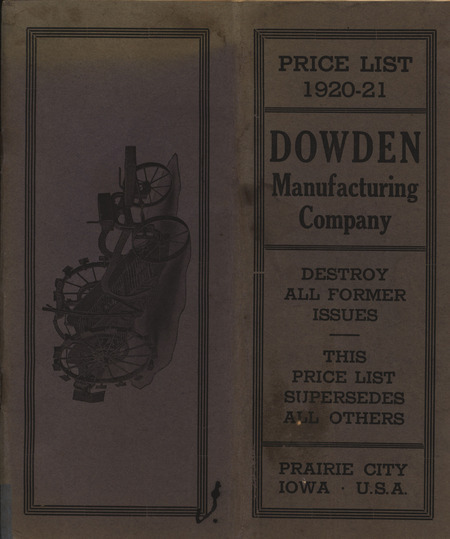 PRICE LIST
1920-21
DOWDEN
Manufacturing
Company
DESTROY
ALL FORMER
ISSUES
THIS
PRICE LIST
SUPERSEDES
ALL OTHERS
PRAIRIE CITY
IOWA · U.S.A.